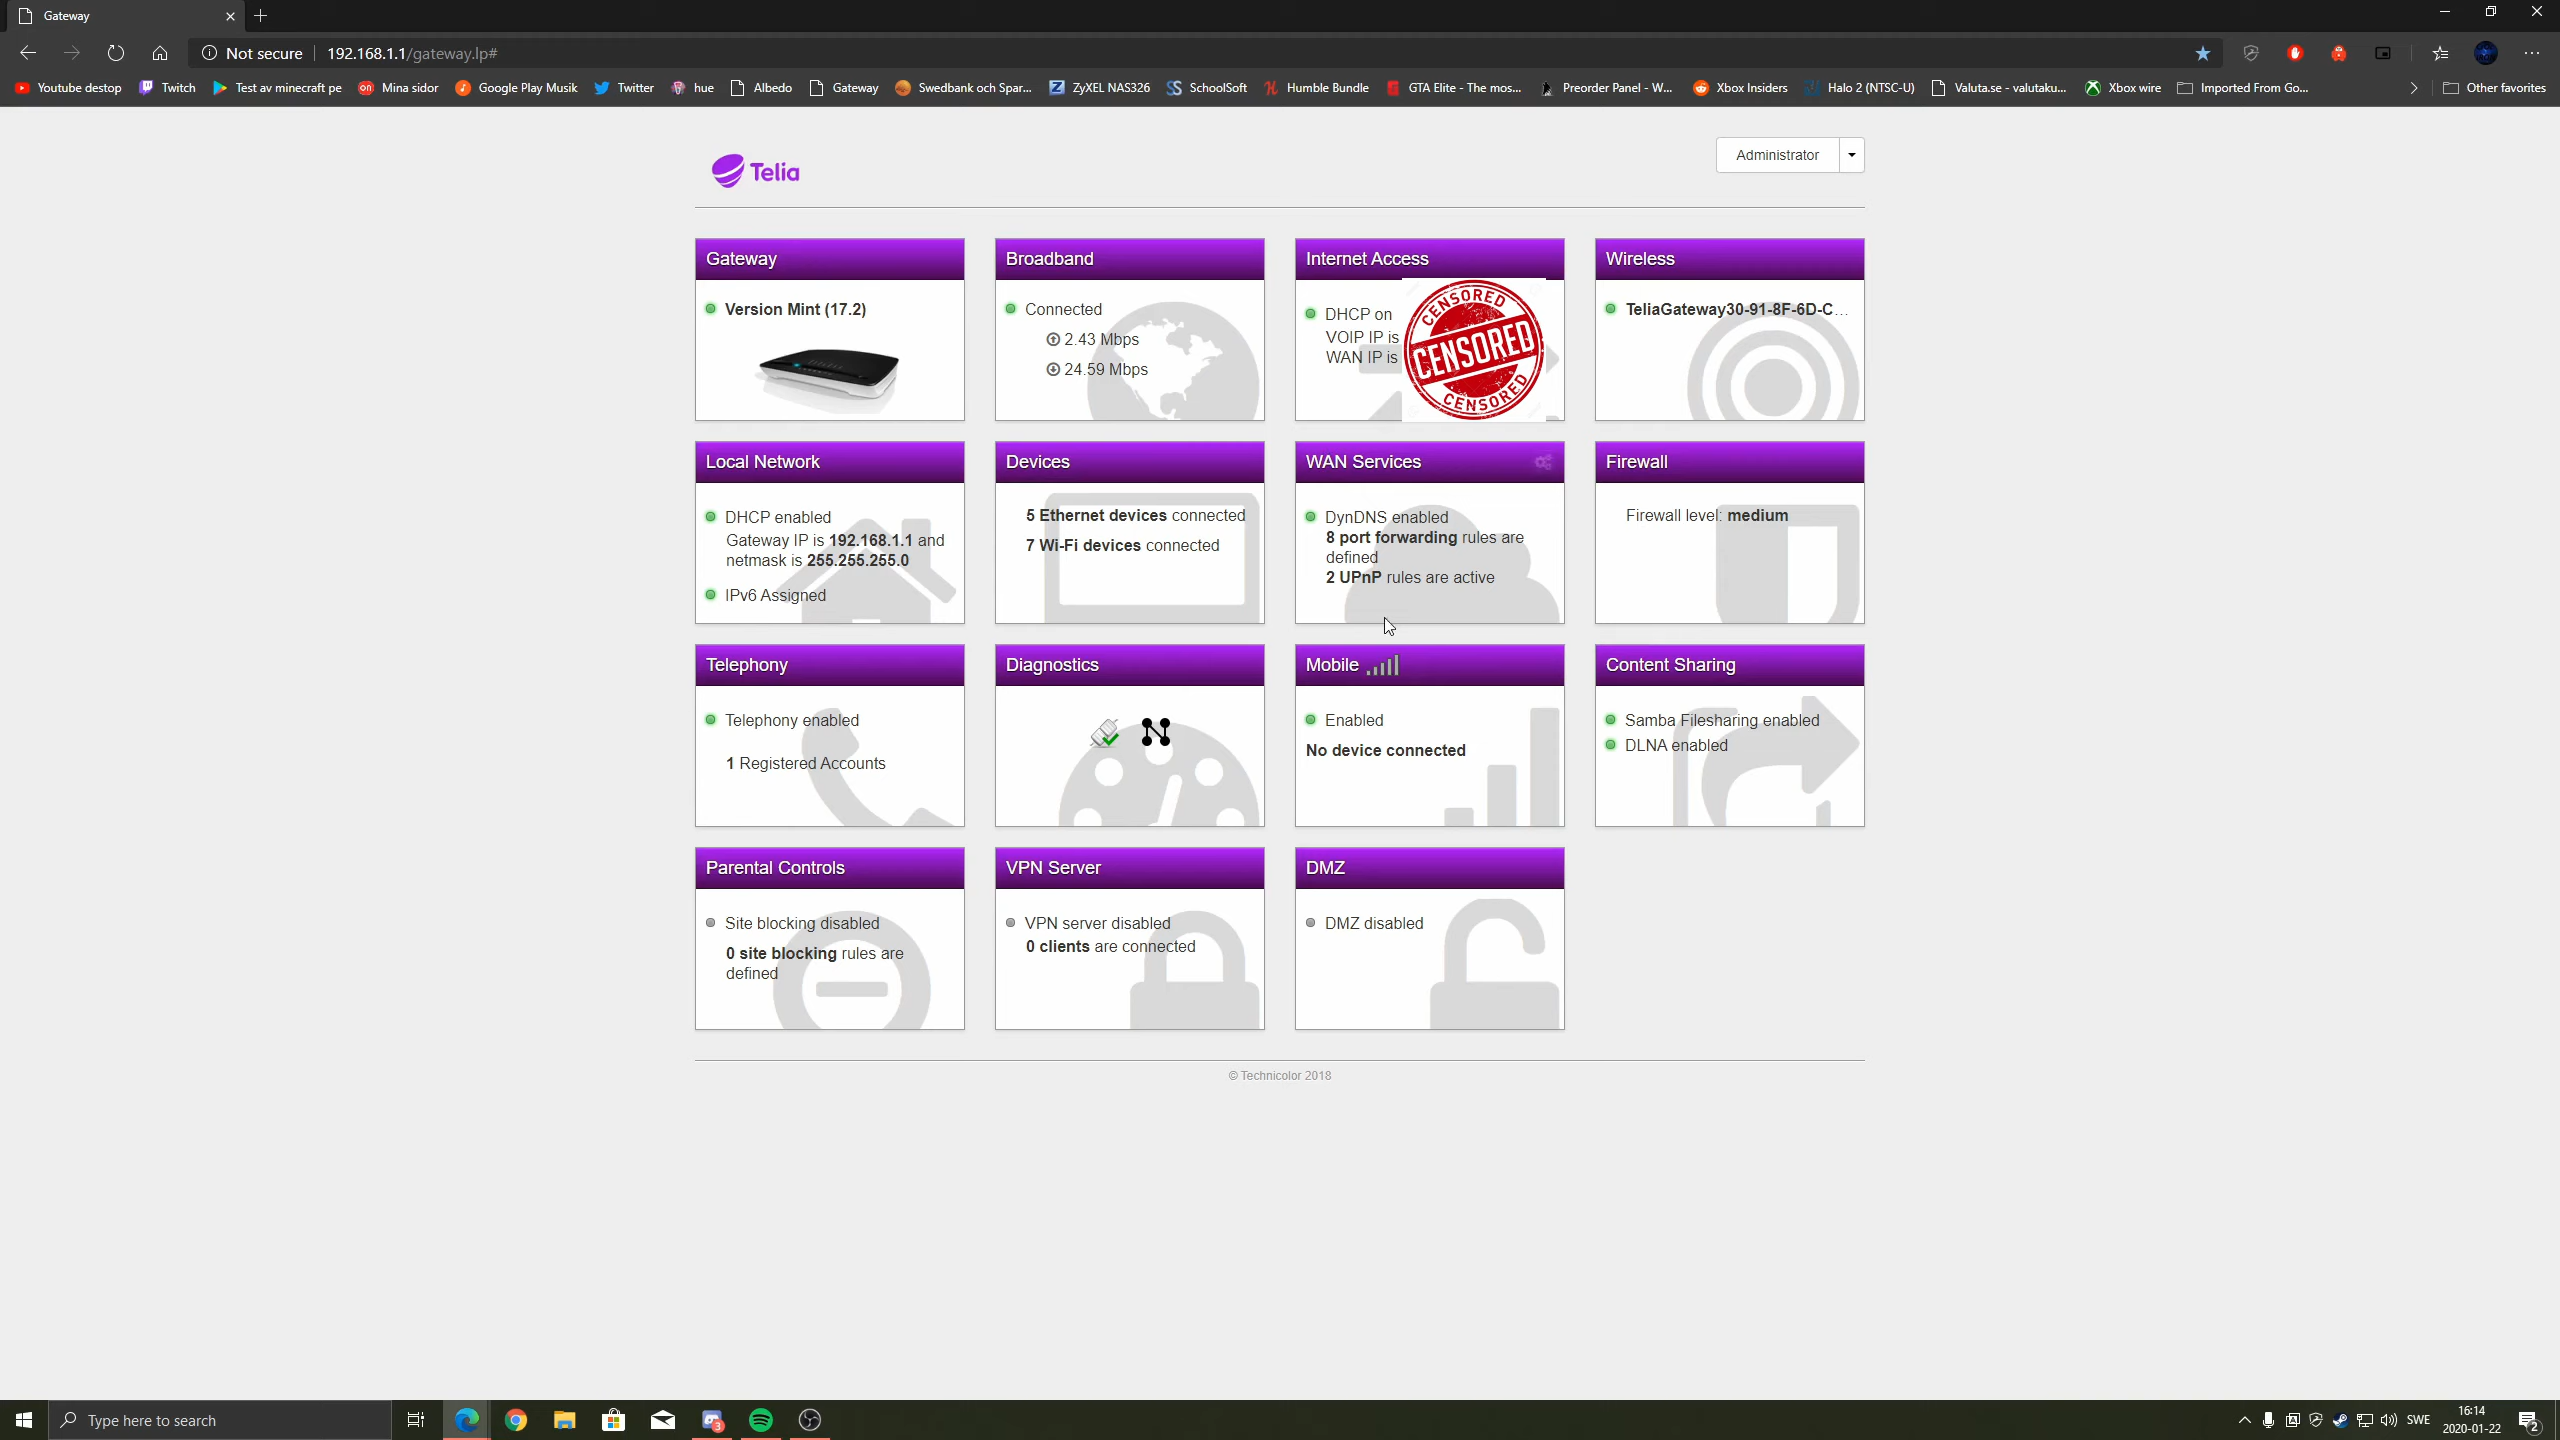 Gateway
Not secure
192.168.1.1/gateway.lp#
Youtube destop
Twitch
Test av minecraft pe
Mina sidor
Google Play Musik
Twitter
hue
Albedo
Gateway
Swedbank och Spar...
ZyXEL NAS326
SchoolSoft
Humble Bundle
GTA Elite - The mos...
Preorder Panel - W...
Xbox Insiders
Halo 2 (NTSC-U)
Valuta.se - valutaku...
Xbox wire
Imported From Go...
Other favorites
Telia
Administrator
Gateway
Version Mint (17.2)
Broadband
Connected
2.43 Mbps
24.59 Mbps
Internet Access
DHCP on
VOIP IP is
WAN IP is
CENSORED
CENSORED
CENSORED
Wireless
TeliaGateway30-91-8F-6D-C...
Local Network
DHCP enabled
Gateway IP is 192.168.1.1 and
netmask is 255.255.255.0
IPv6 Assigned
Devices
5 Ethernet devices connected
7 Wi-Fi devices connected
WAN Services
DynDNS enabled
8 port forwarding rules are
defined
2 UPnP rules are active
Firewall
Firewall level: medium
Telephony
Telephony enabled
1 Registered Accounts
Diagnostics
Mobile
Enabled
No device connected
Content Sharing
Samba Filesharing enabled
DLNA enabled
Parental Controls
Site blocking disabled
0 site blocking rules are
defined
VPN Server
VPN server disabled
0 clients are connected
DMZ
DMZ disabled
© Technicolor 2018
Type here to search
3
SWE
16:14
2020-01-22
2